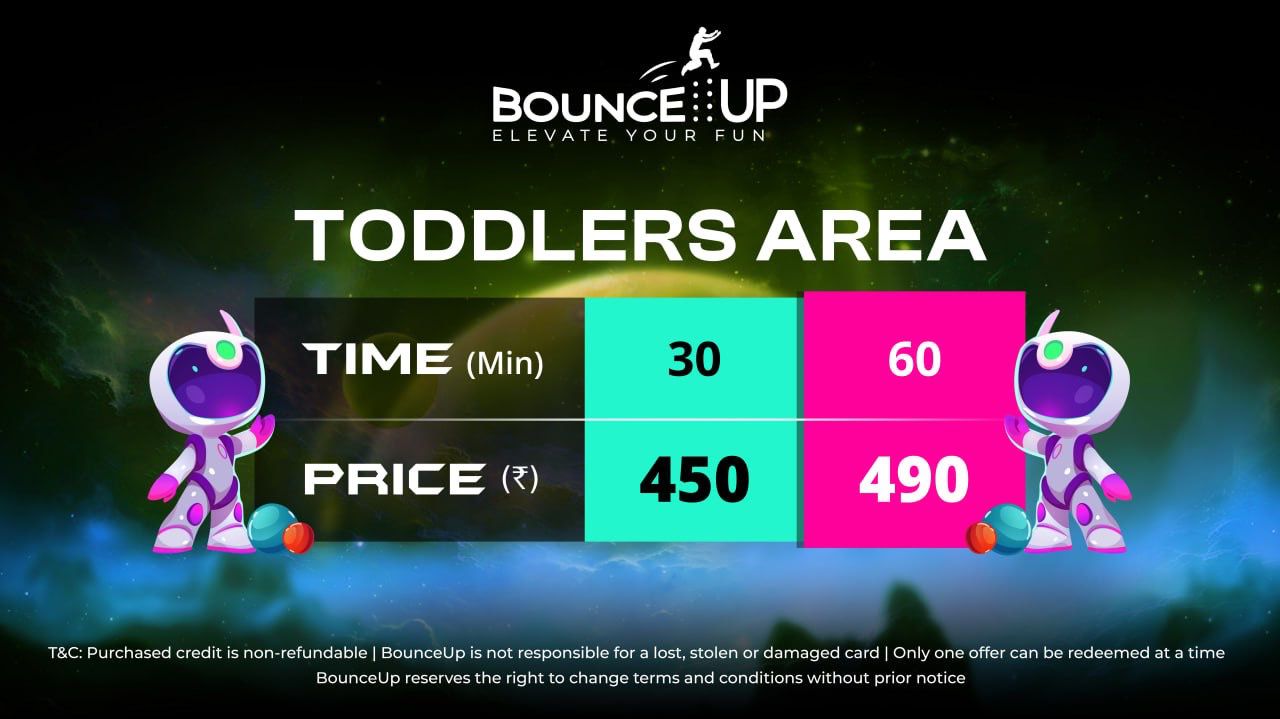 BOUNCE UP
ELEVATE YOUR FUN
TODDLERS AREA
TIME (Min) 30 60
PRICE (₹) 450 490
T&C: Purchased credit is non-refundable | BounceUp is not responsible for a lost, stolen or damaged card | Only one offer can be redeemed at a time
BounceUp reserves the right to change terms and conditions without prior notice